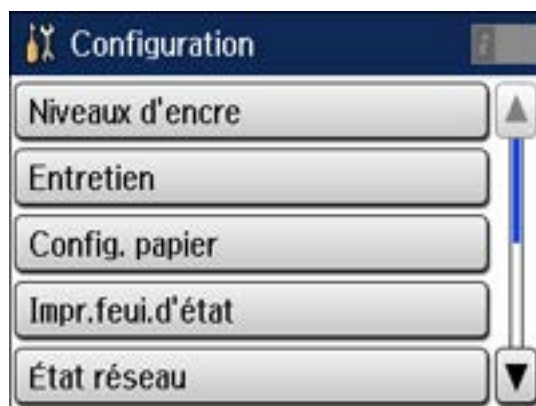 Configuration
Niveaux d'encre
Entretien
Config. papier
Impr.feui.d'état
État réseau